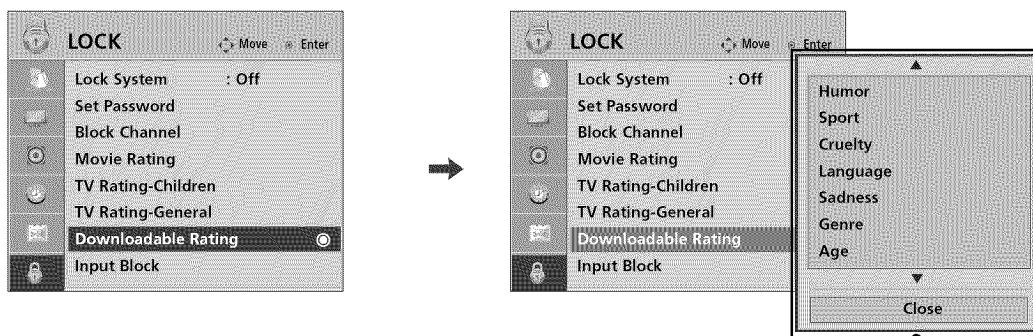 LOCK
Move Enter
Lock System : Off
Set Password
Block Channel
Movie Rating
TV Rating-Children
TV Rating-General
Downloadable Rating
Input Block
LOCK
Move Enter
Lock System : Off
Set Password
Block Channel
Movie Rating
TV Rating-Children
TV Rating-General
Downloadable Rating
Input Block
Humor
Sport
Cruelty
Language
Sadness
Genre
Age
Close